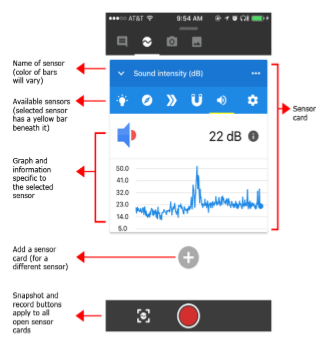 AT&T
9:54 AM
Name of sensor
(color of bars
will vary)
Sound intensity (dB)
Available sensors
(selected sensor
has a yellow bar
beneath it)
Sensor
card
22 dB
Graph and
information
specific to
the selected
sensor
50.0
41.0
32.0
23.0
14.0
5.0
Add a sensor
card (for a
different sensor)
Snapshot and
record buttons
apply to all
open sensor
cards